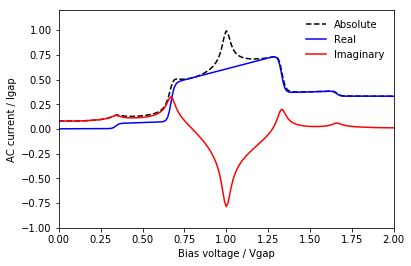 Absolute
Real
Imaginary
AC current / Igap
1.00
0.75
0.50
0.25
0.00
−0.25
−0.50
−0.75
−1.00
0.00 0.25 0.50 0.75 1.00 1.25 1.50 1.75 2.00
Bias voltage / Vgap